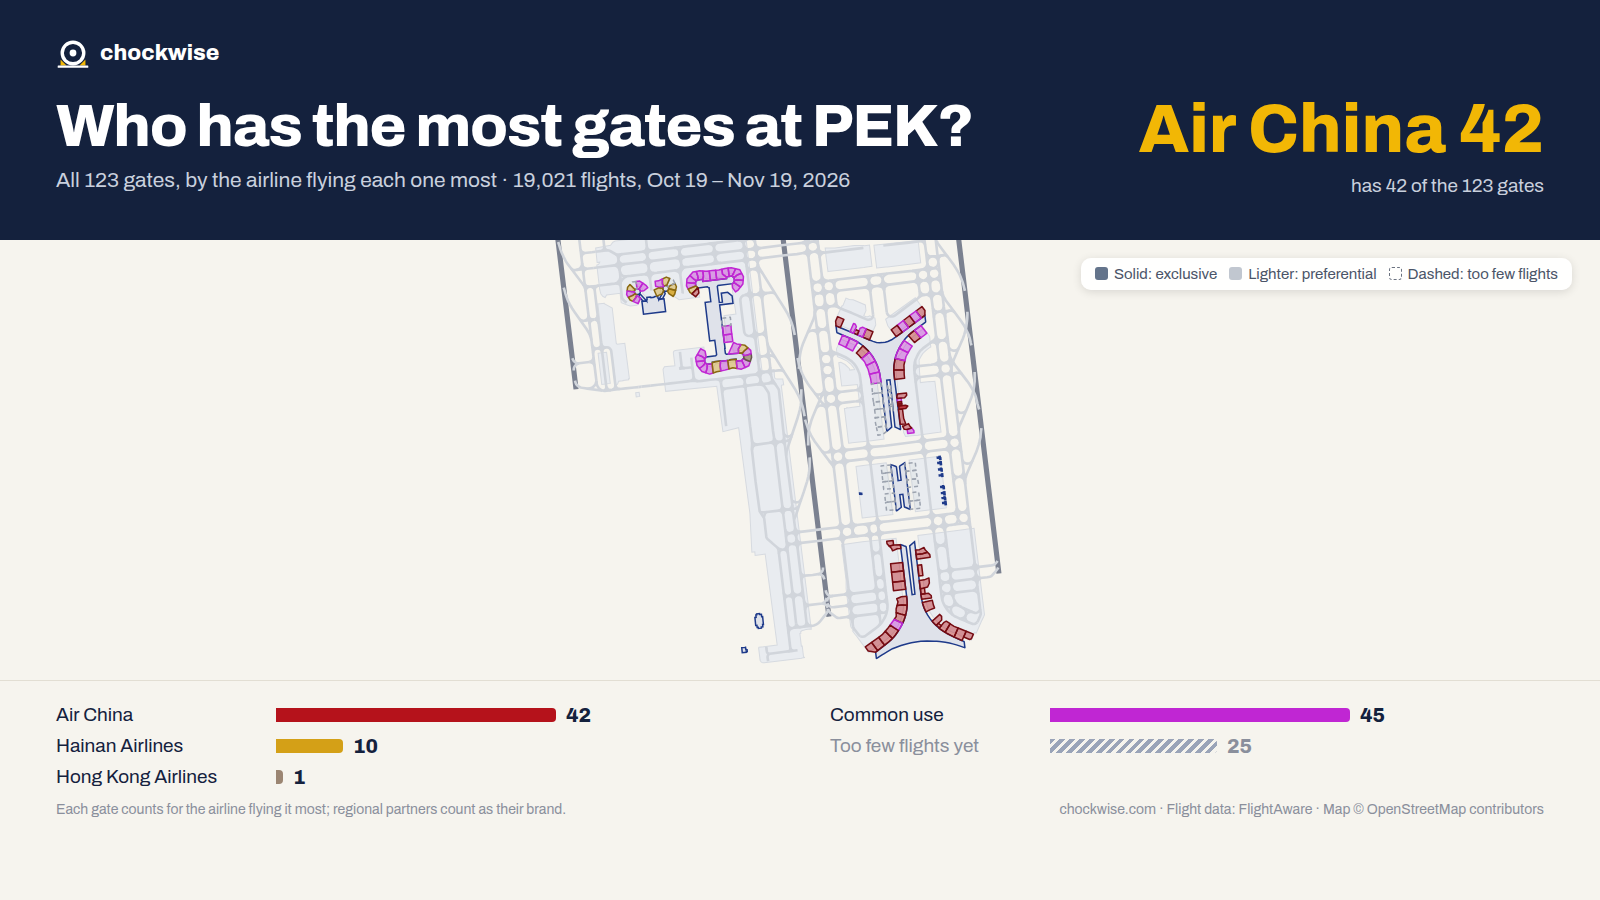 chockwise
Who has the most gates at PEK?
All 123 gates, by the airline flying each one most · 19,021 flights, Oct 19 – Nov 19, 2026
Air China 42
has 42 of the 123 gates
Solid: exclusive
Lighter: preferential
Dashed: too few flights
Air China 42
Hainan Airlines 10
Hong Kong Airlines 1
Common use 45
Too few flights yet 25
Each gate counts for the airline flying it most; regional partners count as their brand.
chockwise.com · Flight data: FlightAware · Map © OpenStreetMap contributors